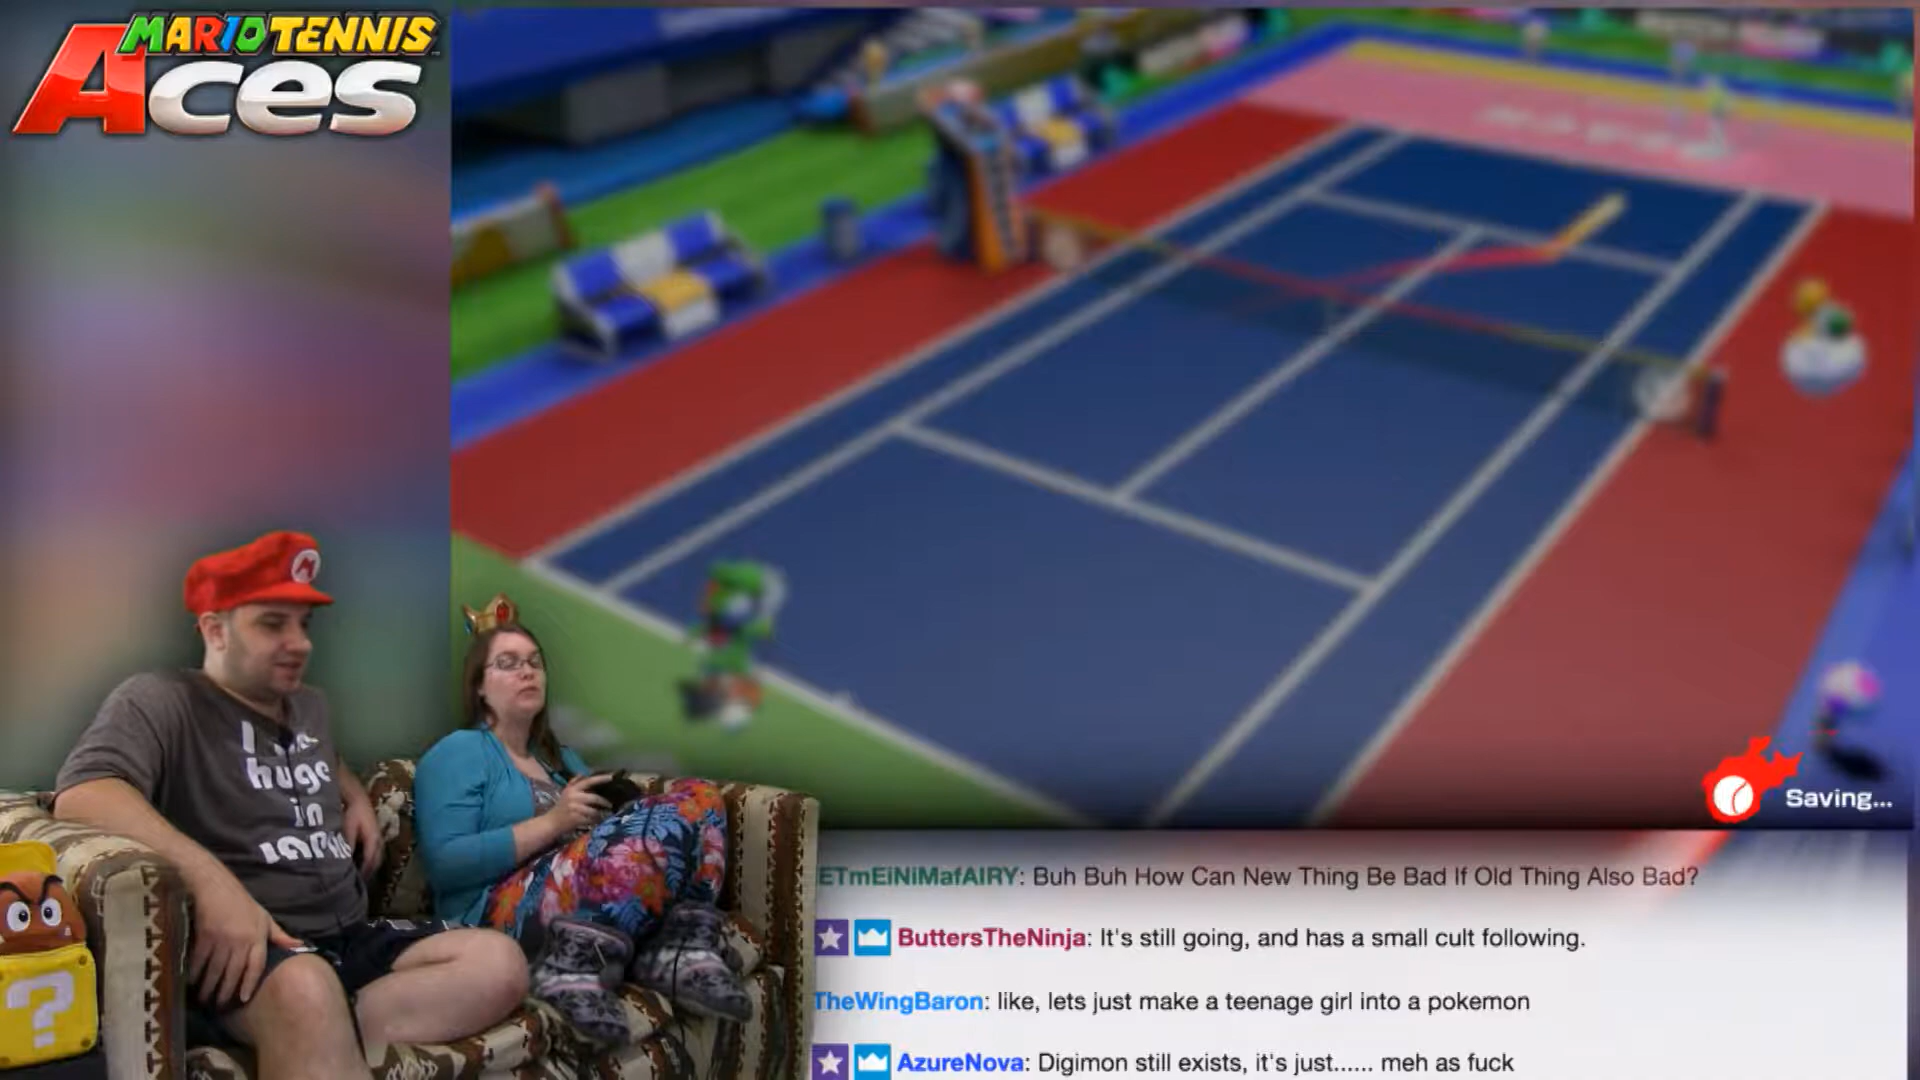 MARIO TENNIS
Aces
M
huge
in
Saving...
ETmEiNiMafAIRY: Buh Buh How Can New Thing Be Bad If Old Thing Also Bad?
ButtersTheNinja: It's still going, and has a small cult following.
TheWingBaron: like, lets just make a teenage girl into a pokemon
?
AzureNova: Digimon still exists, it's just...... meh as fuck